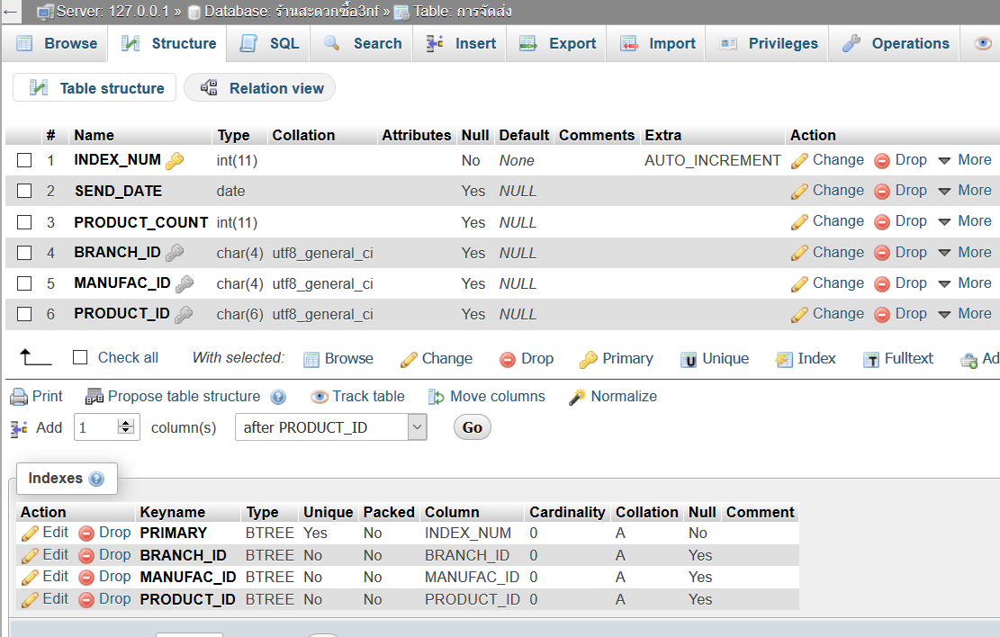 Server: 127.0.0.1 » Database: ร้านสะดวกซื้อ3nf » Table: การจัดส่ง
Browse Structure SQL Search Insert Export Import Privileges Operations
Table structure Relation view
# Name Type Collation Attributes Null Default Comments Extra Action
1 INDEX_NUM int(11) No None AUTO_INCREMENT Change Drop More
2 SEND_DATE date Yes NULL Change Drop More
3 PRODUCT_COUNT int(11) Yes NULL Change Drop More
4 BRANCH_ID char(4) utf8_general_ci Yes NULL Change Drop More
5 MANUFAC_ID char(4) utf8_general_ci Yes NULL Change Drop More
6 PRODUCT_ID char(6) utf8_general_ci Yes NULL Change Drop More
Check all With selected: Browse Change Drop Primary Unique Index Fulltext Ad
Print Propose table structure Track table Move columns Normalize
Add 1 column(s) after PRODUCT_ID Go
Indexes
Action Keyname Type Unique Packed Column Cardinality Collation Null Comment
Edit Drop PRIMARY BTREE Yes No INDEX_NUM 0 A No
Edit Drop BRANCH_ID BTREE No No BRANCH_ID 0 A Yes
Edit Drop MANUFAC_ID BTREE No No MANUFAC_ID 0 A Yes
Edit Drop PRODUCT_ID BTREE No No PRODUCT_ID 0 A Yes